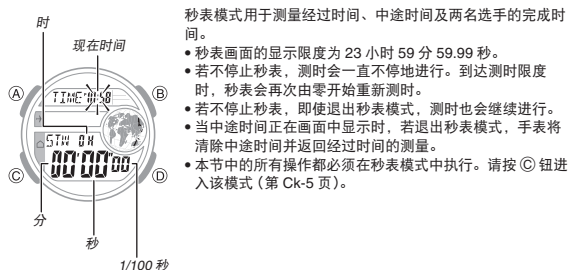 时
现在时间
A
B
TIME 10:58
STW 0H
00'00"00
C
D
分
秒
1/100 秒
秒表模式用于测量经过时间、中途时间及两名选手的完成时
间。
• 秒表画面的显示限度为 23 小时 59 分 59.99 秒。
• 若不停止秒表，测时会一直不停地进行。到达测时限度
时，秒表会再次由零开始重新测时。
• 若不停止秒表，即使退出秒表模式，测时也会继续进行。
• 当中途时间正在画面中显示时，若退出秒表模式，手表将
清除中途时间并返回经过时间的测量。
• 本节中的所有操作都必须在秒表模式中执行。请按 Ⓒ 钮进
入该模式（第 Ck-5 页）。